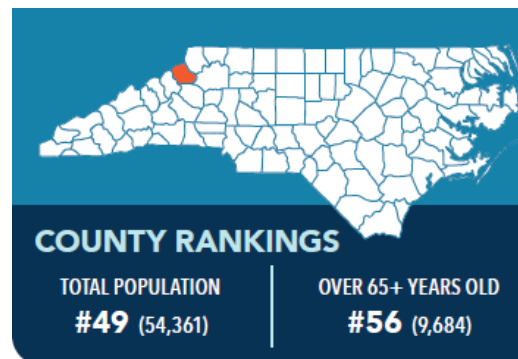 COUNTY RANKINGS
TOTAL POPULATION
#49 (54,361)
OVER 65+ YEARS OLD
#56 (9,684)